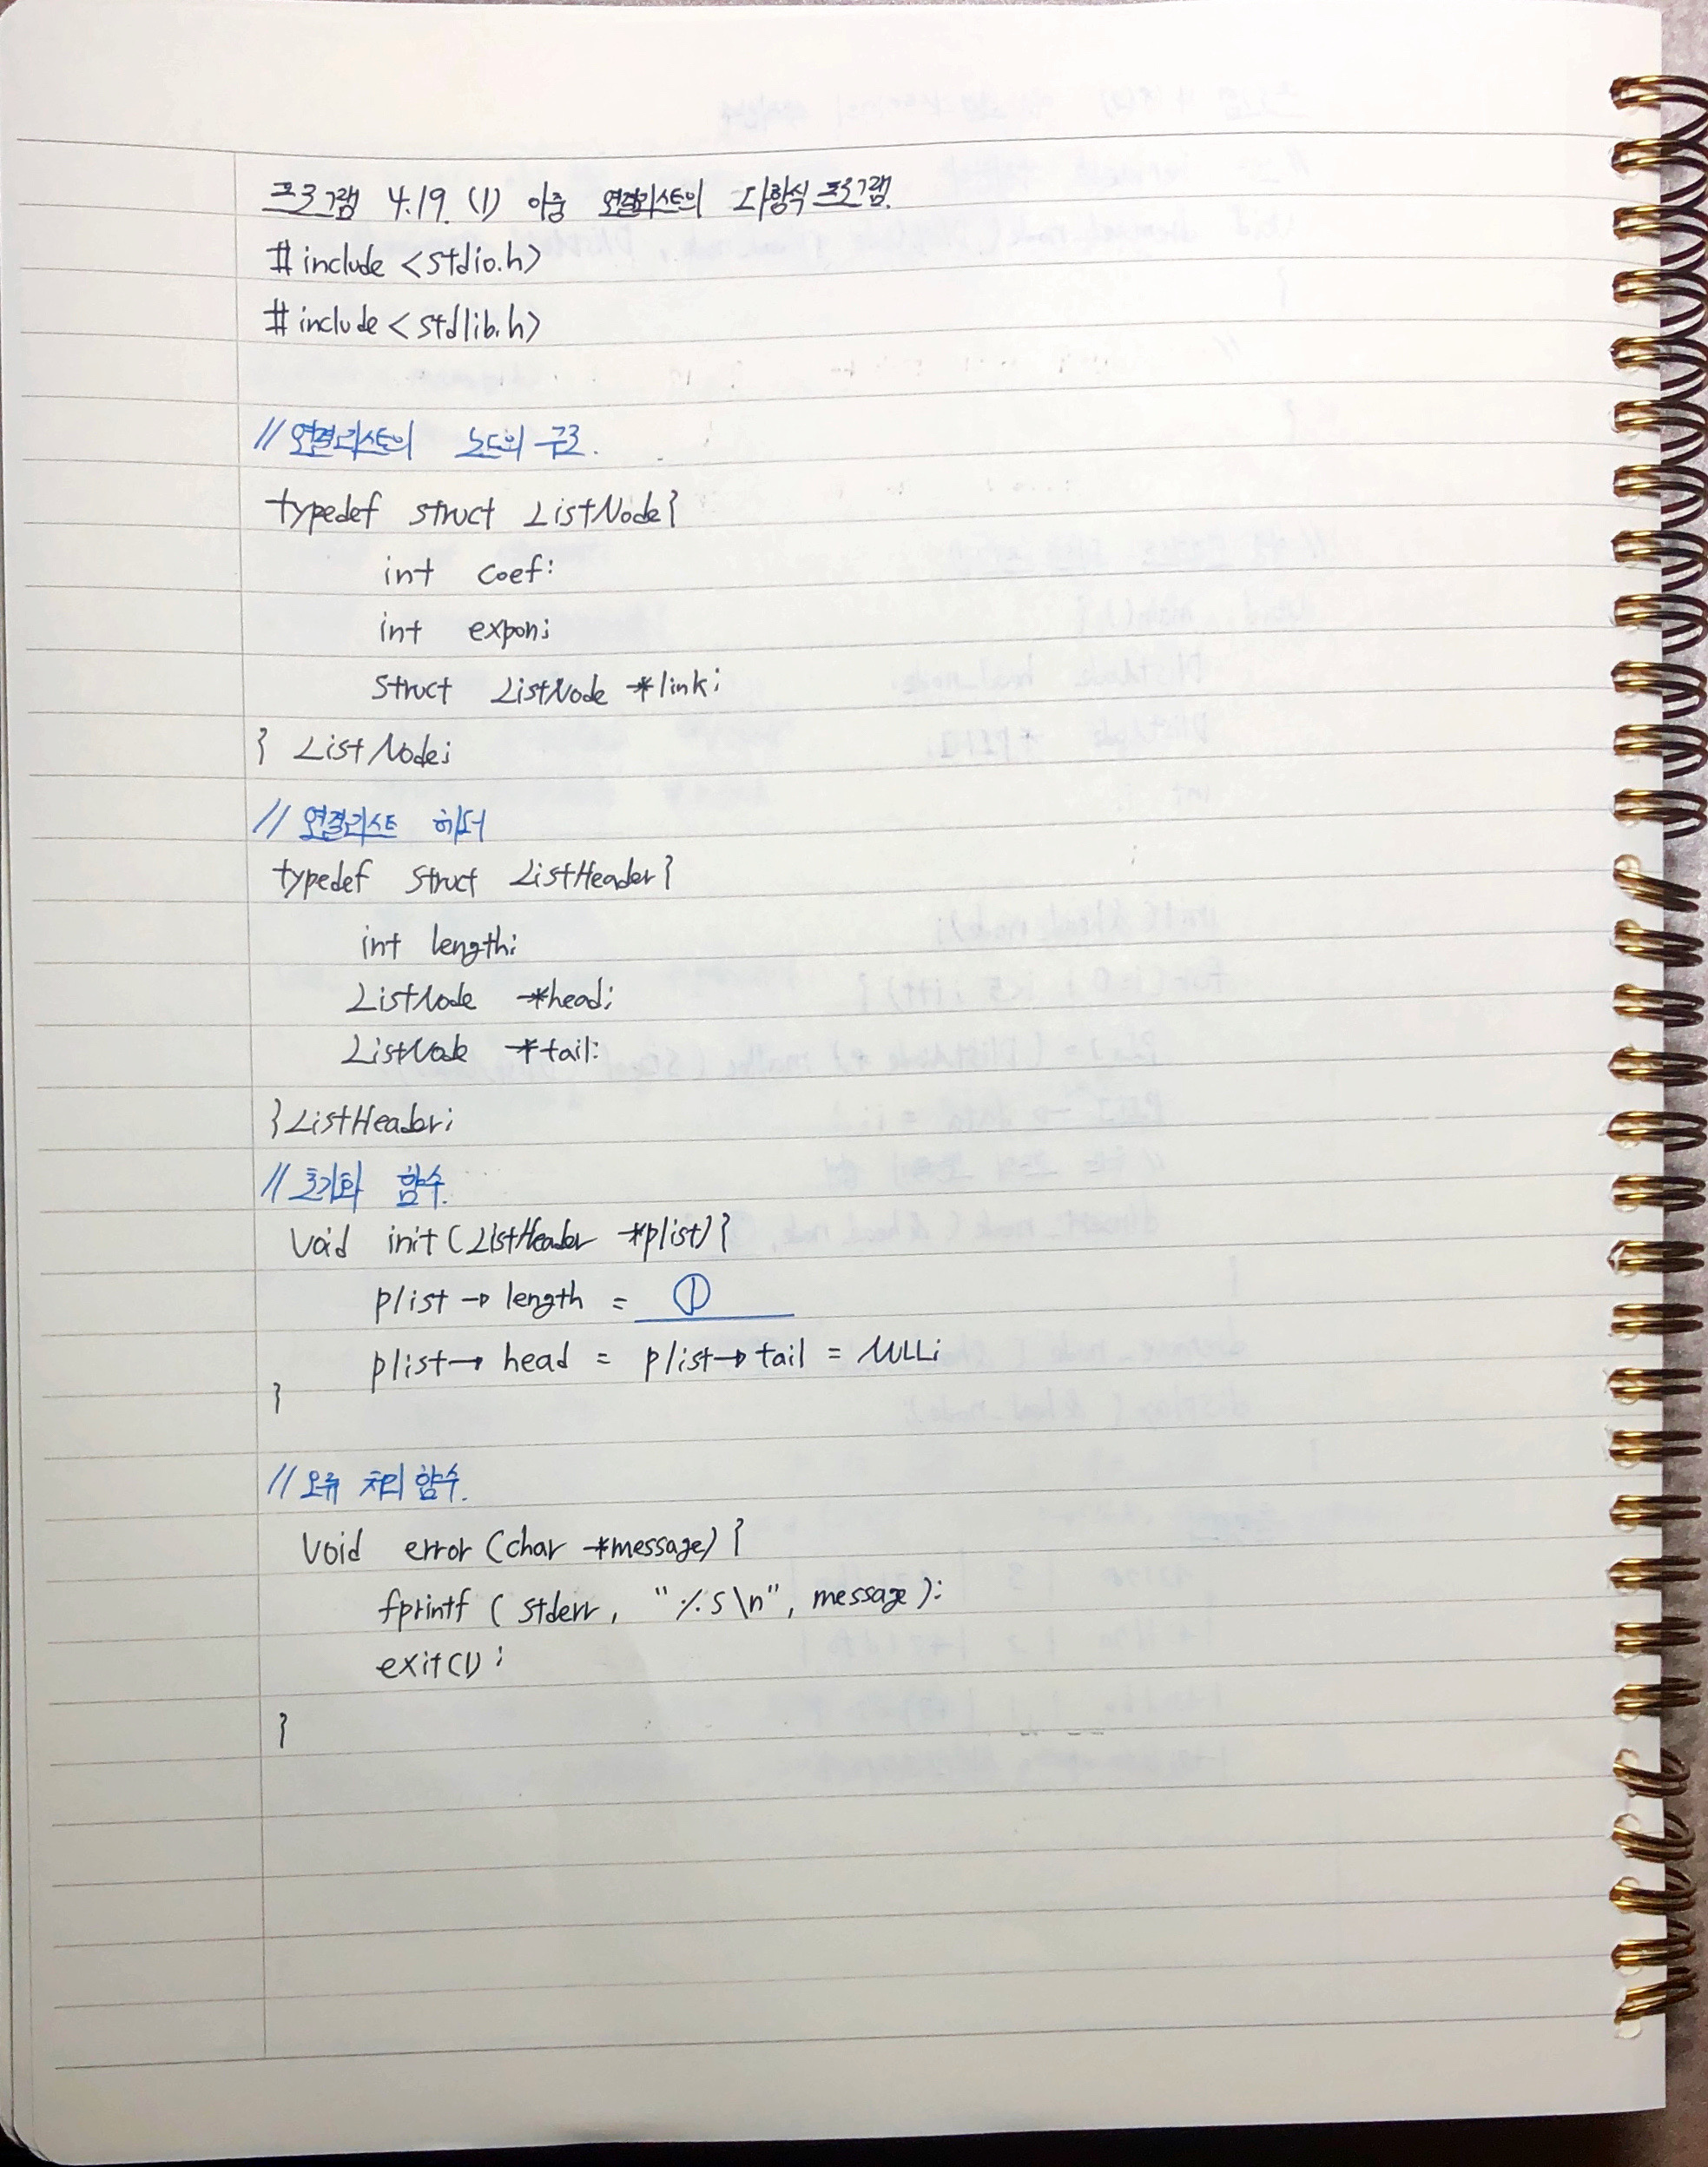 프로그램 4.19. (1) 이중 연결리스트의 다항식 프로그램.
#include <stdio.h>
#include <stdlib.h>
// 연결리스트의 노드의 구조.
typedef struct ListNode{
int coef;
int expon;
struct ListNode *link;
} ListNode;
// 연결리스트 헤더
typedef struct ListHeader{
int length;
ListNode *head;
ListNode *tail;
}ListHeader;
// 초기화 함수.
void init(ListHeader *plist){
plist → length = ①
plist → head = plist → tail = NULL;
}
// 오류 처리 함수.
void error (char *message) {
fprintf ( stderr, "%s\n", message );
exit(1);
}